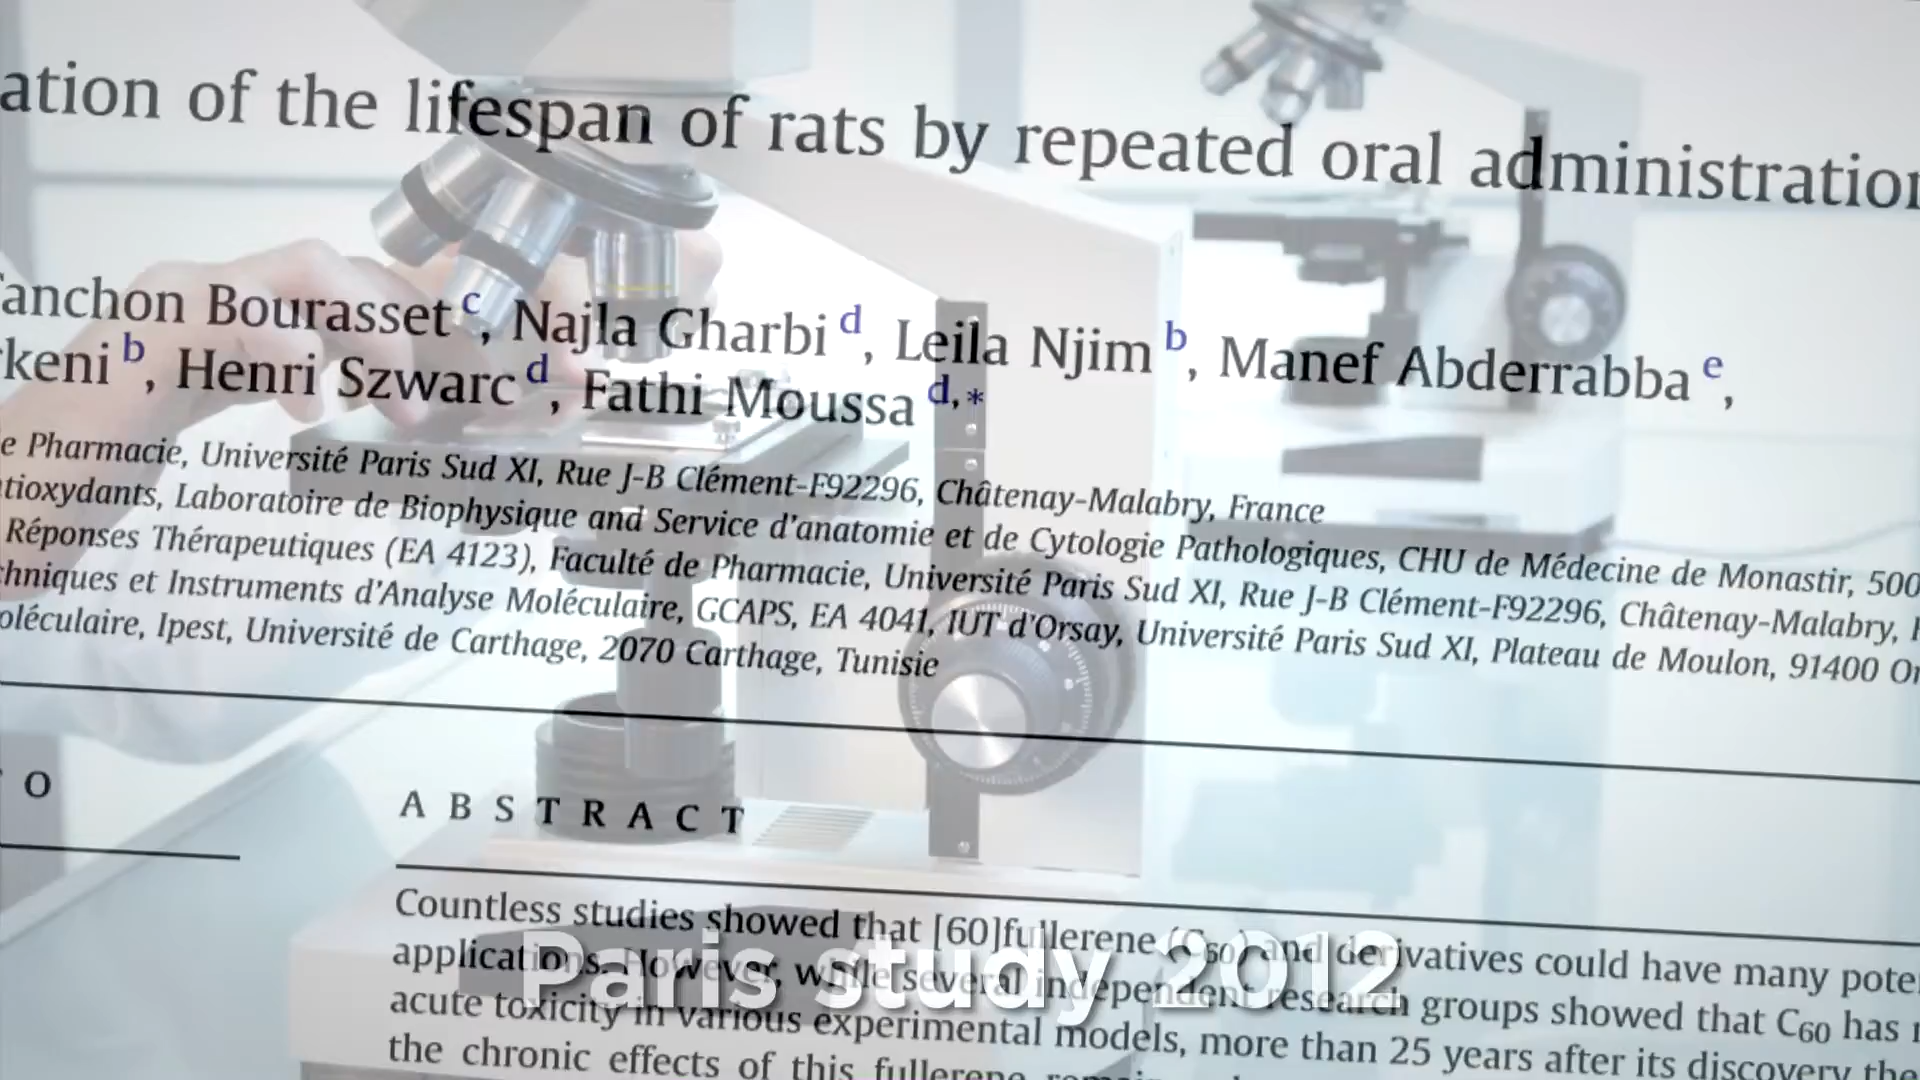 ation of the lifespan of rats by repeated oral administration
anchon Bourasset c, Najla Gharbi d, Leila Njim b, Manef Abderrabba e,
keni b, Henri Szwarc d, Fathi Moussa d,*
e Pharmacie, Université Paris Sud XI, Rue J-B Clément-F92296, Châtenay-Malabry, France
tioxydants, Laboratoire de Biophysique and Service d'anatomie et de Cytologie Pathologiques, CHU de Médecine de Monastir, 500
Réponses Thérapeutiques (EA 4123), Faculté de Pharmacie, Université Paris Sud XI, Rue J-B Clément-F92296, Châtenay-Malabry,
hniques et Instruments d'Analyse Moléculaire, GCAPS, EA 4041, IUT d'Orsay, Université Paris Sud XI, Plateau de Moulon, 91400 Or
oléculaire, Ipest, Université de Carthage, 2070 Carthage, Tunisie
O
ABSTRACT
Countless studies showed that [60]fullerene (C60) and derivatives could have many pote
applications. However, while several independent research groups showed that C60 has
acute toxicity in various experimental models, more than 25 years after its discovery the
the chronic effects of this fullerene
Paris study 2012